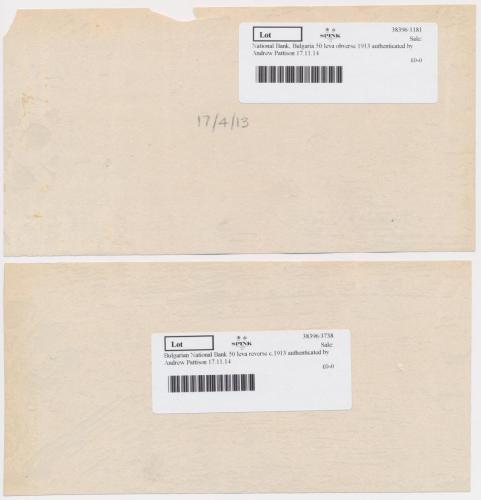 Lot
SPINK
38396-1181
Sale:
National Bank, Bulgaria 50 leva obverse 1913 authenticated by
Andrew Pattison 17.11.14
£0-0
17/4/13
Lot
SPINK
38396-3738
Sale:
Bulgarian National Bank 50 leva reverse c.1913 authenticated by
Andrew Pattison 17.11.14
£0-0